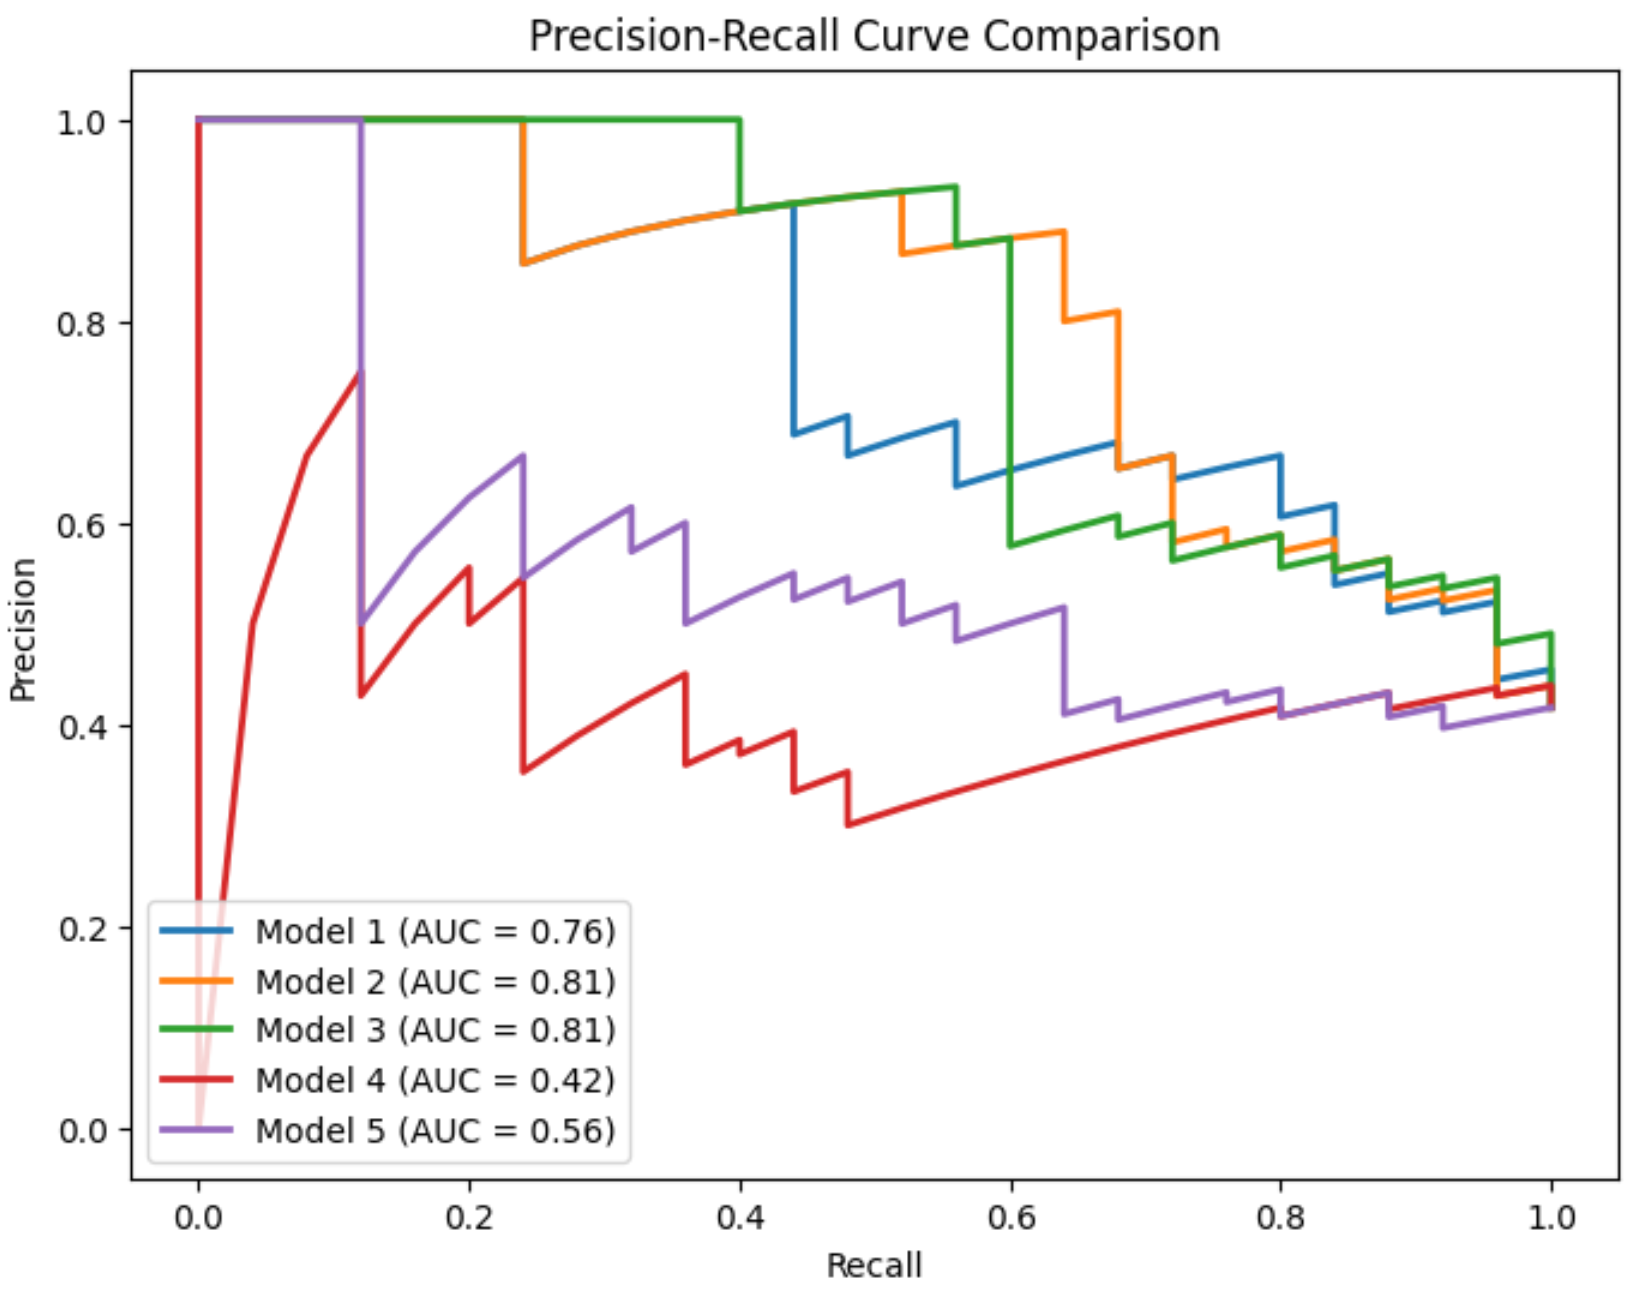 Precision-Recall Curve Comparison
1.0
0.8
0.6
0.4
0.2
0.0
Precision
Model 1 (AUC = 0.76)
Model 2 (AUC = 0.81)
Model 3 (AUC = 0.81)
Model 4 (AUC = 0.42)
Model 5 (AUC = 0.56)
0.0 0.2 0.4 0.6 0.8 1.0
Recall